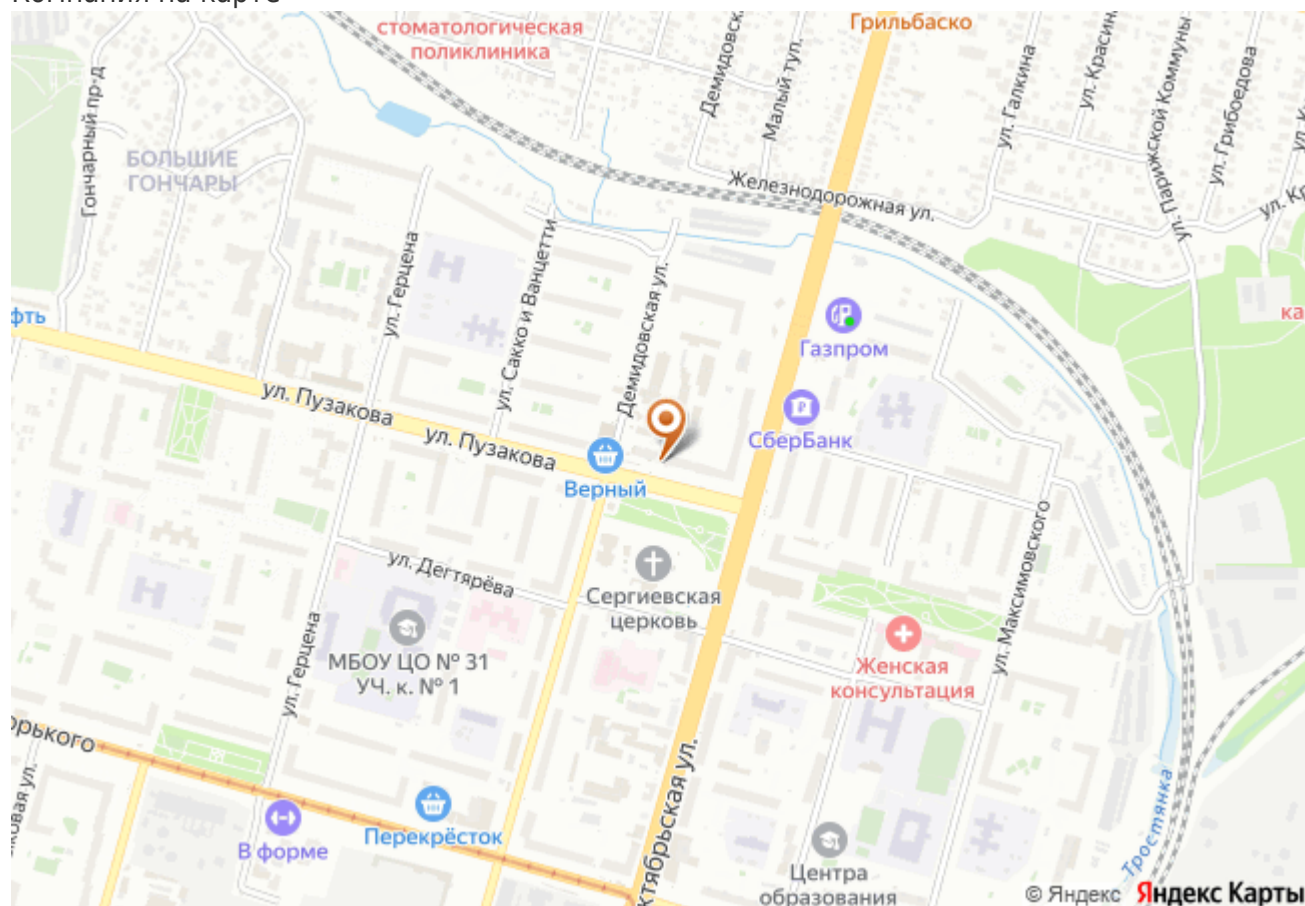 Компания на карте
стоматологическая
поликлиника
Грильбаско
Гончарный пр-д
БОЛЬШИЕ
ГОНЧАРЫ
Малый туп.
ул. Галкина
ул. Парижской Коммуны
ул. Грибоедова
Железнодорожная ул.
ул. Герцена
ул. Сакко и Ванцетти
Демидовская ул.
Газпром
СберБанк
ул. Пузакова
ул. Пузакова
Верный
ул. Дегтярёва
Сергиевская
церковь
ул. Максимовского
МБОУ ЦО № 31
УЧ. к. № 1
ул. Герцена
Женская
консультация
Перекрёсток
В форме
Тростянка
Центра
образования
© Яндекс Яндекс Карты